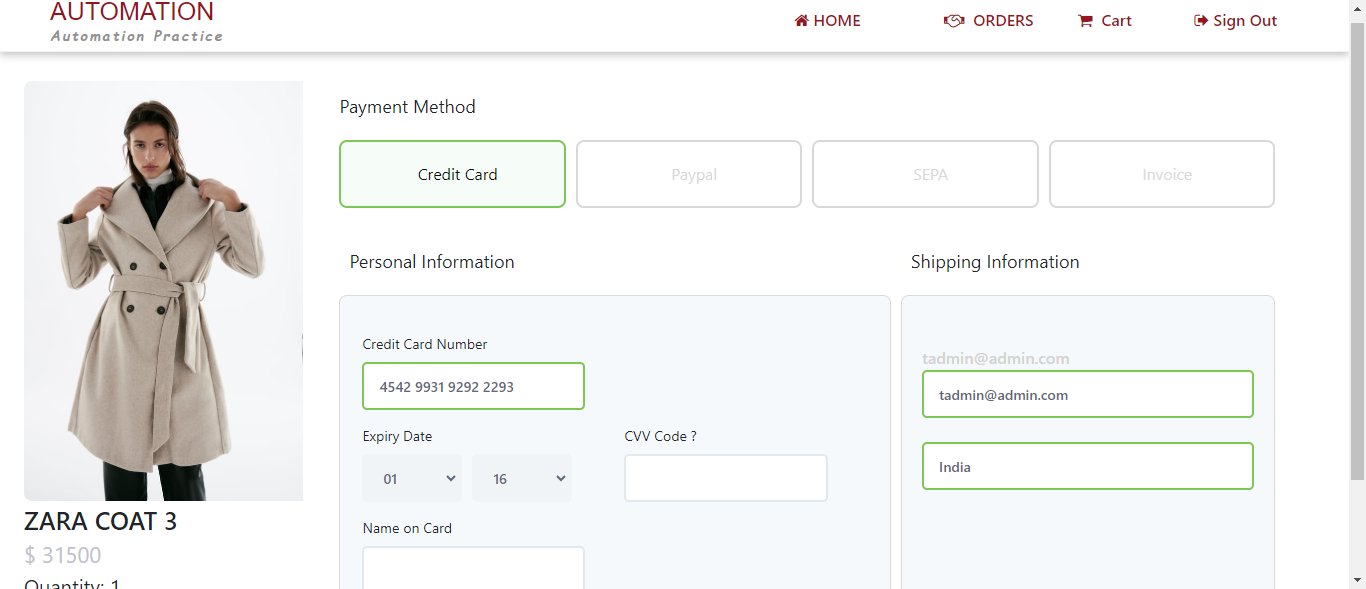 AUTOMATION
Automation Practice
HOME
ORDERS
Cart
Sign Out
ZARA COAT 3
$ 31500
Quantity: 1
Payment Method
Credit Card
Paypal
SEPA
Invoice
Personal Information
Credit Card Number
4542 9931 9292 2293
Expiry Date
CVV Code ?
01
16
Name on Card
Shipping Information
tadmin@admin.com
tadmin@admin.com
India